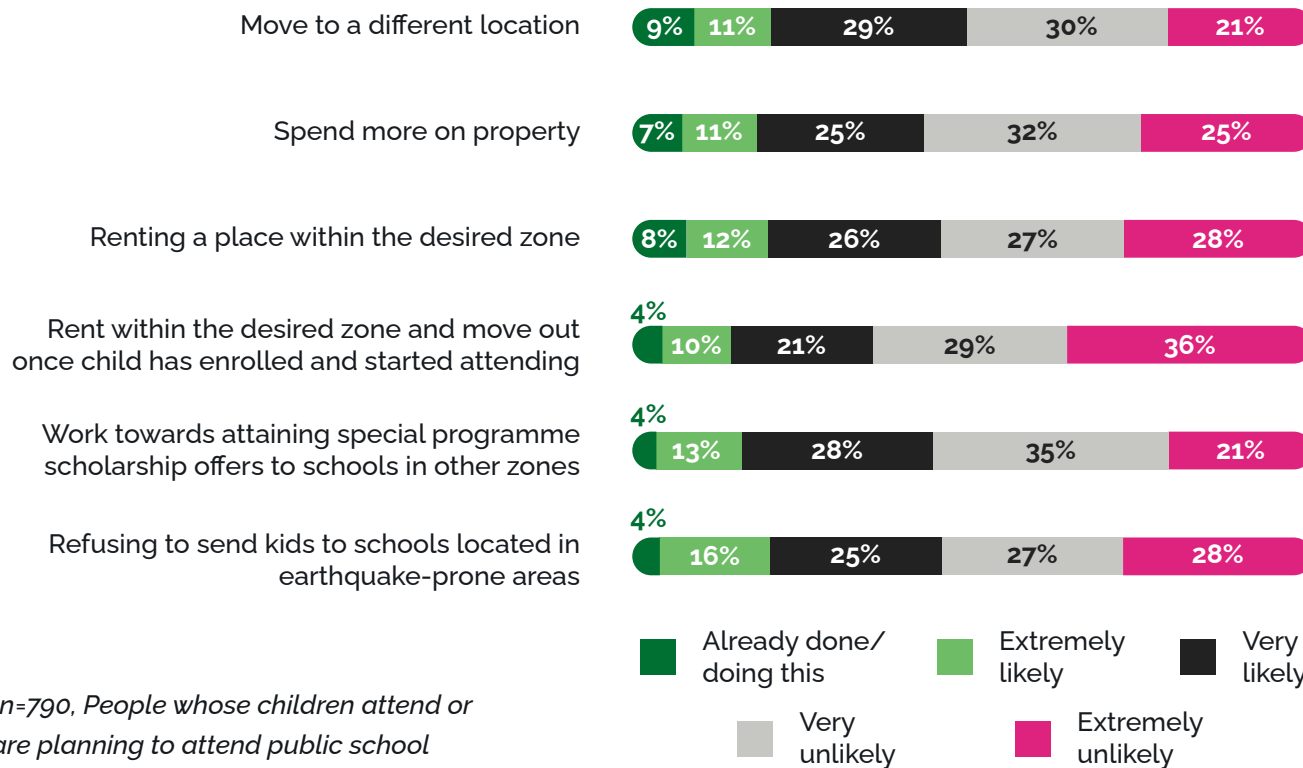 Move to a different location
9% 11% 29% 30% 21%
Spend more on property
7% 11% 25% 32% 25%
Renting a place within the desired zone
8% 12% 26% 27% 28%
Rent within the desired zone and move out
once child has enrolled and started attending
4%
10% 21% 29% 36%
Work towards attaining special programme
scholarship offers to schools in other zones
4%
13% 28% 35% 21%
Refusing to send kids to schools located in
earthquake-prone areas
4%
16% 25% 27% 28%
Already done/
doing this
Extremely
likely
Very
likely
Very
unlikely
Extremely
unlikely
n=790, People whose children attend or
are planning to attend public school